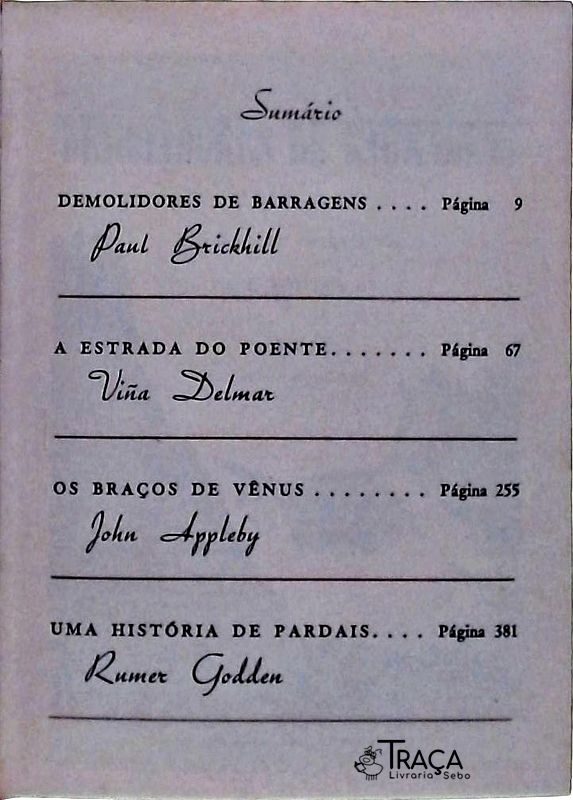 Sumário
DEMOLIDORES DE BARRAGENS . . . . Página 9
Paul Brickhill
A ESTRADA DO POENTE. . . . . . . Página 67
Viña Delmar
OS BRAÇOS DE VÊNUS . . . . . . . . Página 255
John Appleby
UMA HISTÓRIA DE PARDAIS. . . . Página 381
Rumer Godden
TRAÇA
Livraria Sebo